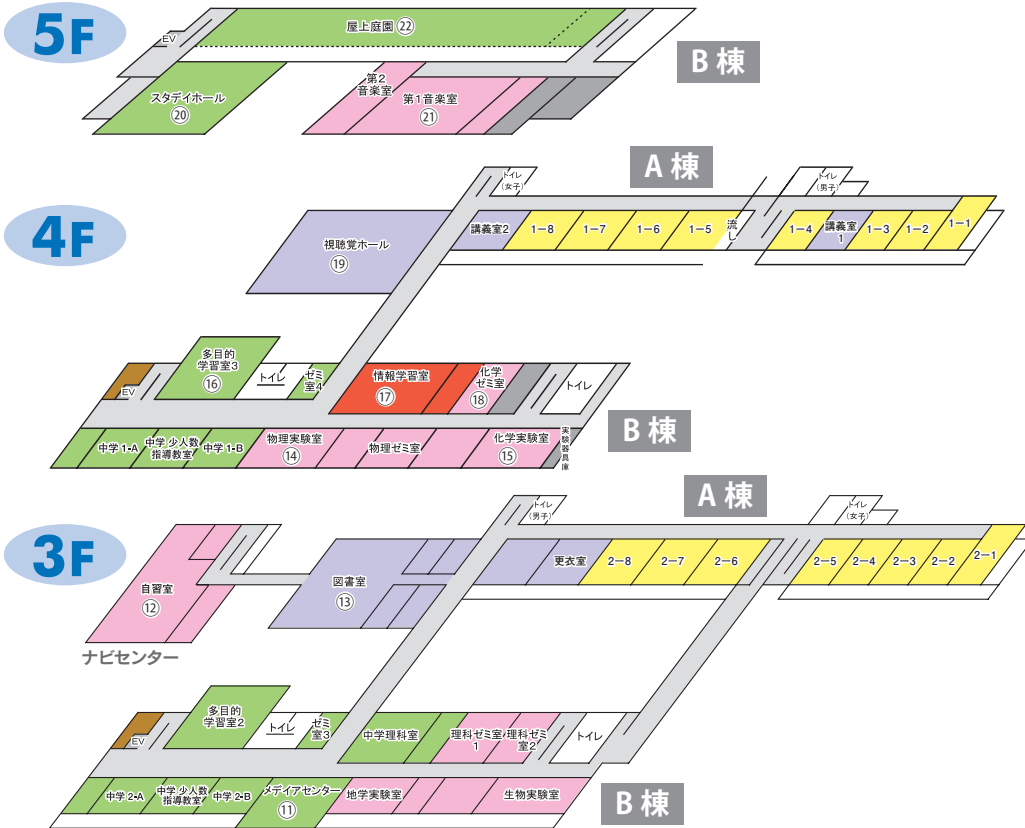 5F
EV
屋上庭園 22
B 棟
スタデイホール
20
第2
音楽室
第1音楽室
21
4F
A 棟
トイレ
(女子)
トイレ
(男子)
視聴覚ホール
19
講義室2
1-8
1-7
1-6
1-5
流し
1-4
講義室
1
1-3
1-2
1-1
多目的
学習室3
16
EV
トイレ
ゼミ
室4
情報学習室
17
化学
ゼミ室
18
トイレ
B 棟
中学1-A
中学 少人数
指導教室
中学 1-B
物理実験室
14
物理ゼミ室
化学実験室
15
実験器具庫
3F
A 棟
トイレ
(男子)
トイレ
(女子)
自習室
12
ナビセンター
図書室
13
更衣室
2-8
2-7
2-6
2-5
2-4
2-3
2-2
2-1
多目的
学習室2
EV
トイレ
ゼミ
室3
中学理科室
理科ゼミ室
1
理科ゼミ
室2
トイレ
B 棟
中学 2-A
中学 少人数
指導教室
中学 2-B
メデイアセンター
11
地学実験室
生物実験室